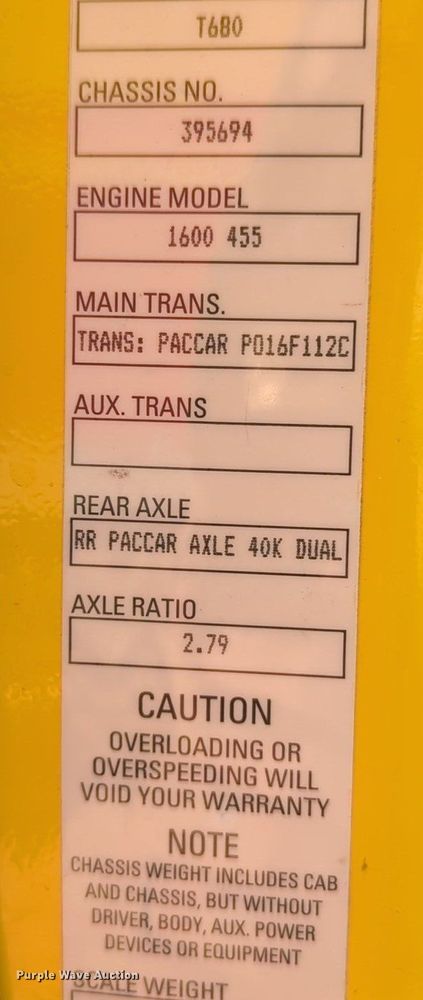 T680
CHASSIS NO.
395694
ENGINE MODEL
1600 455
MAIN TRANS.
TRANS: PACCAR PO16F112C
AUX. TRANS
REAR AXLE
RR PACCAR AXLE 40K DUAL
AXLE RATIO
2.79
CAUTION
OVERLOADING OR
OVERSPEEDING WILL
VOID YOUR WARRANTY
NOTE
CHASSIS WEIGHT INCLUDES CAB
AND CHASSIS, BUT WITHOUT
DRIVER, BODY, AUX. POWER
DEVICES OR EQUIPMENT
SCALE WEIGHT
Purple Wave Auction